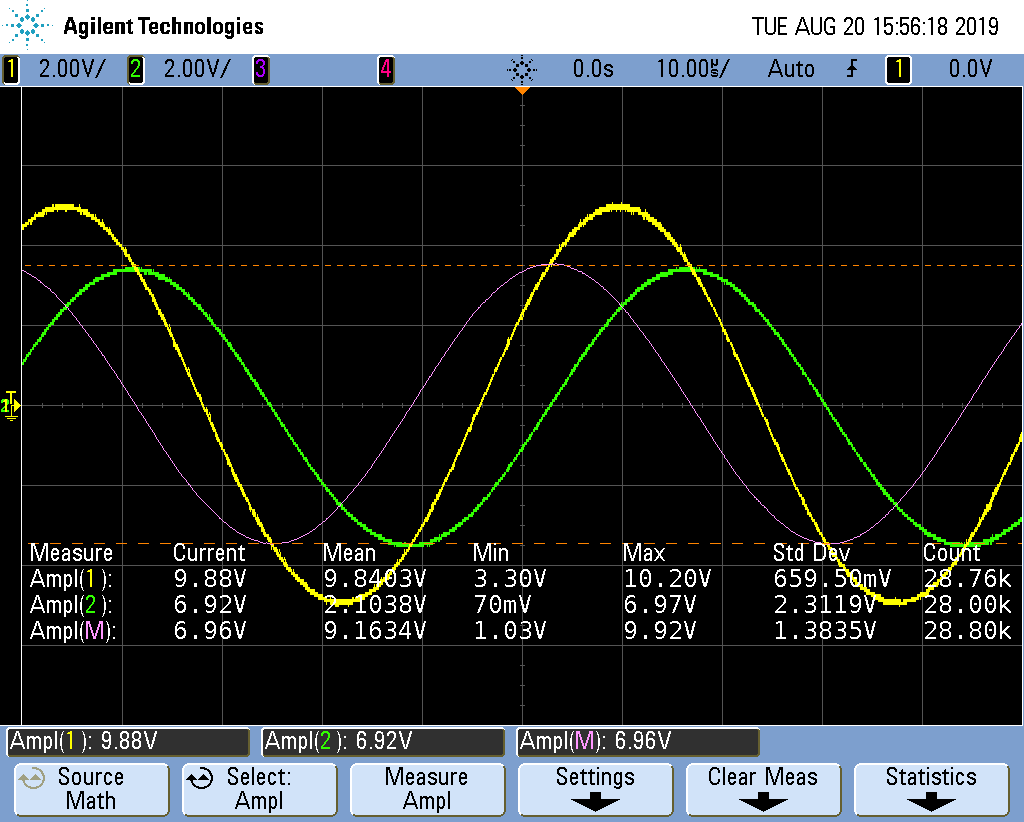 Agilent Technologies TUE AUG 20 15:56:18 2019
1 2.00V/ 2 2.00V/ 3 4 0.0s 10.00µs/ Auto 1 0.0V
Measure Current Mean Min Max Std Dev Count
Ampl(1): 9.88V 9.8403V 3.30V 10.20V 659.50mV 28.76k
Ampl(2): 6.92V 2.1038V 70mV 6.97V 2.3119V 28.00k
Ampl(M): 6.96V 9.1634V 1.03V 9.92V 1.3835V 28.80k
Ampl(1): 9.88V Ampl(2): 6.92V Ampl(M): 6.96V
Source Select: Measure Settings Clear Meas Statistics
Math Ampl Ampl